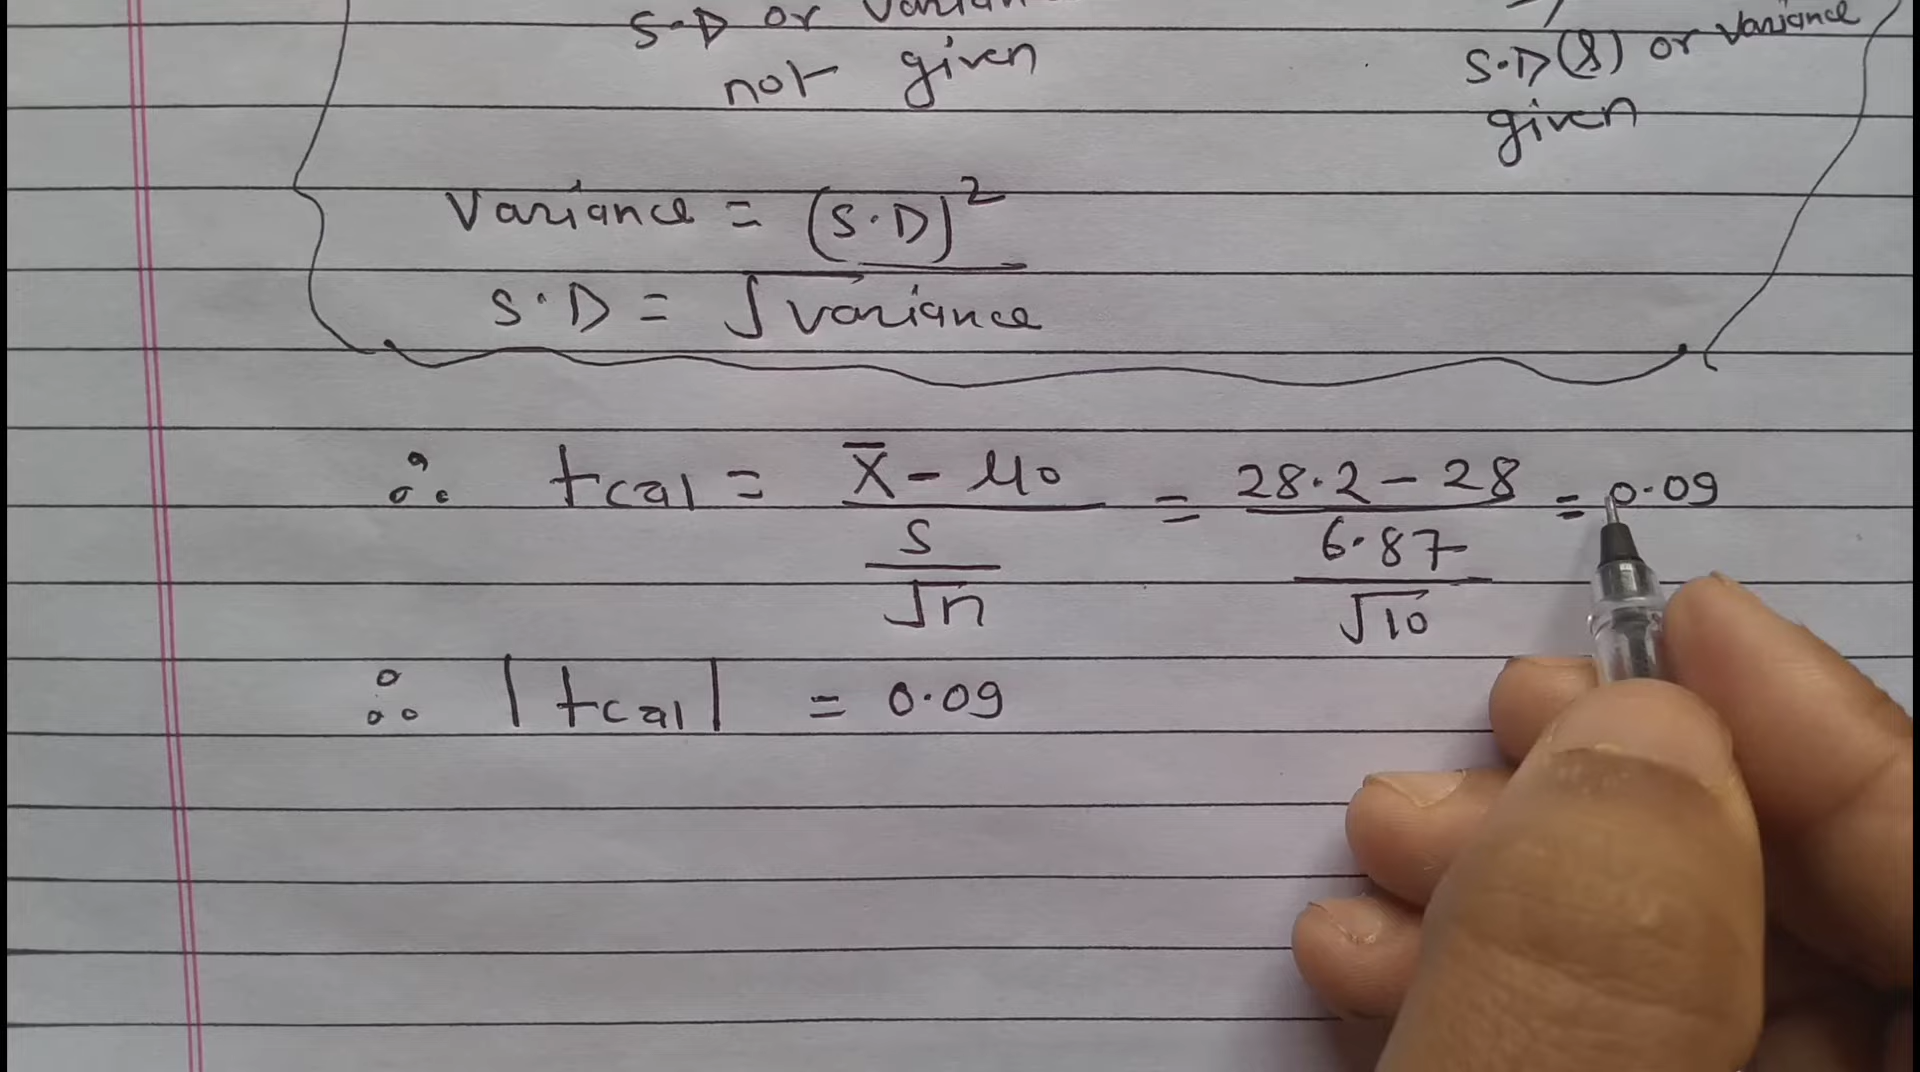 S.D or Varian
not given
S.D(s) or variance
given
Variance = (S.D)²
S.D = √variance
∴ tcal = x̄ - μ0 / s/√n = 28.2 - 28 / 6.87/√10 = 0.09
∴ |tcal| = 0.09